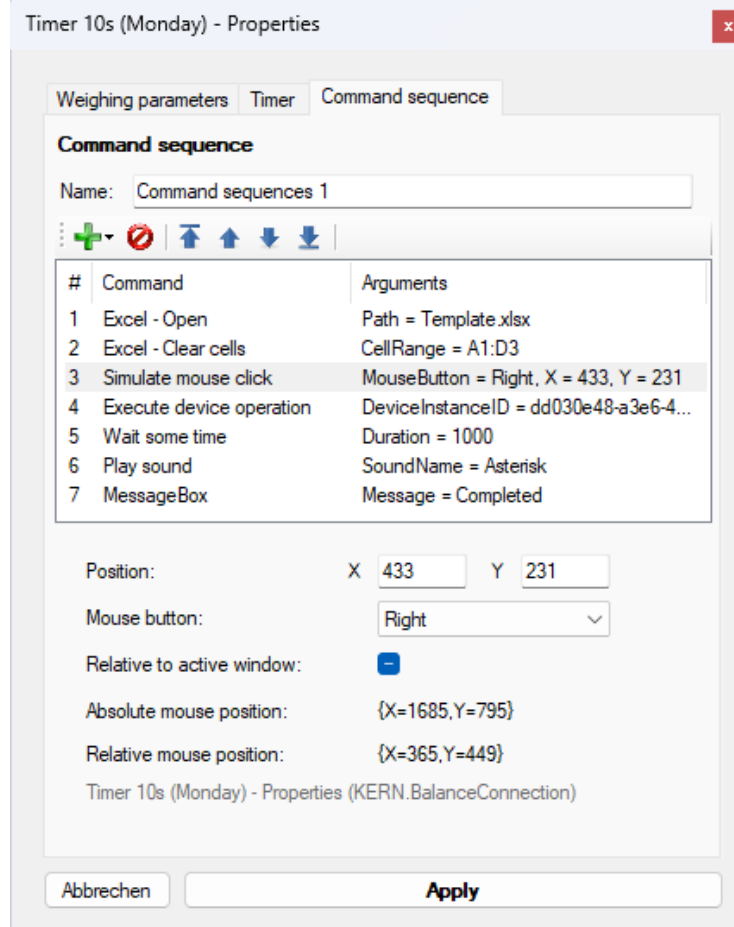 Timer 10s (Monday) - Properties
x
Weighing parameters Timer Command sequence
Command sequence
Name: Command sequences 1
# Command Arguments
1 Excel - Open Path = Template.xlsx
2 Excel - Clear cells CellRange = A1:D3
3 Simulate mouse click MouseButton = Right, X = 433, Y = 231
4 Execute device operation DeviceInstanceID = dd030e48-a3e6-4...
5 Wait some time Duration = 1000
6 Play sound SoundName = Asterisk
7 MessageBox Message = Completed
Position: X 433 Y 231
Mouse button: Right
Relative to active window:
Absolute mouse position: {X=1685,Y=795}
Relative mouse position: {X=365,Y=449}
Timer 10s (Monday) - Properties (KERN.BalanceConnection)
Abbrechen Apply